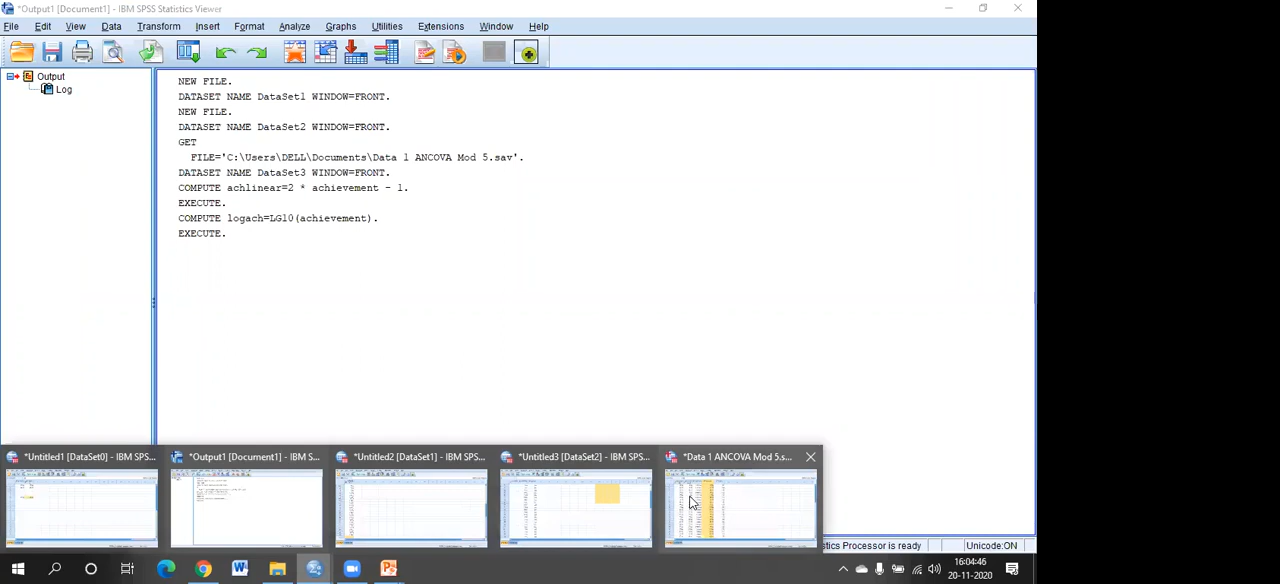 *Output1 [Document1] - IBM SPSS Statistics Viewer
File Edit View Data Transform Insert Format Analyze Graphs Utilities Extensions Window Help
Output
Log
NEW FILE.
DATASET NAME DataSet1 WINDOW=FRONT.
NEW FILE.
DATASET NAME DataSet2 WINDOW=FRONT.
GET
FILE='C:\Users\DELL\Documents\Data 1 ANCOVA Mod 5.sav'.
DATASET NAME DataSet3 WINDOW=FRONT.
COMPUTE achlinear=2 * achievement - 1.
EXECUTE.
COMPUTE logach=LG10(achievement).
EXECUTE.
*Untitled1 [DataSet0] - IBM SPS...
*Output1 [Document1] - IBM S...
*Untitled2 [DataSet1] - IBM SPS...
*Untitled3 [DataSet2] - IBM SPS...
*Data 1 ANCOVA Mod 5.s...
stics Processor is ready
Unicode:ON
16:04:46
20-11-2020